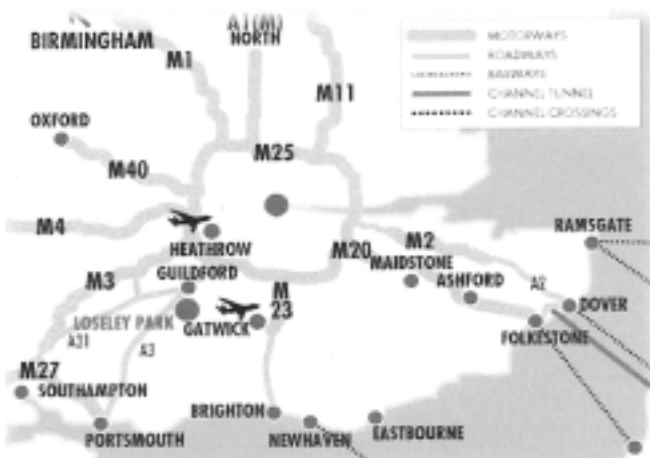 A1(M)
NORTH
BIRMINGHAM
M1
M11
MOTORWAYS
ROADWAYS
RAILWAYS
CHANNEL TUNNEL
CHANNEL CROSSINGS
OXFORD
M25
M40
M4
HEATHROW
M20
M2
RAMSGATE
M3
GUILDFORD
MAIDSTONE
ASHFORD
A2
M
23
LOSELEY PARK
GATWICK
DOVER
FOLKESTONE
A31
A3
M27
SOUTHAMPTON
BRIGHTON
EASTBOURNE
PORTSMOUTH
NEWHAVEN